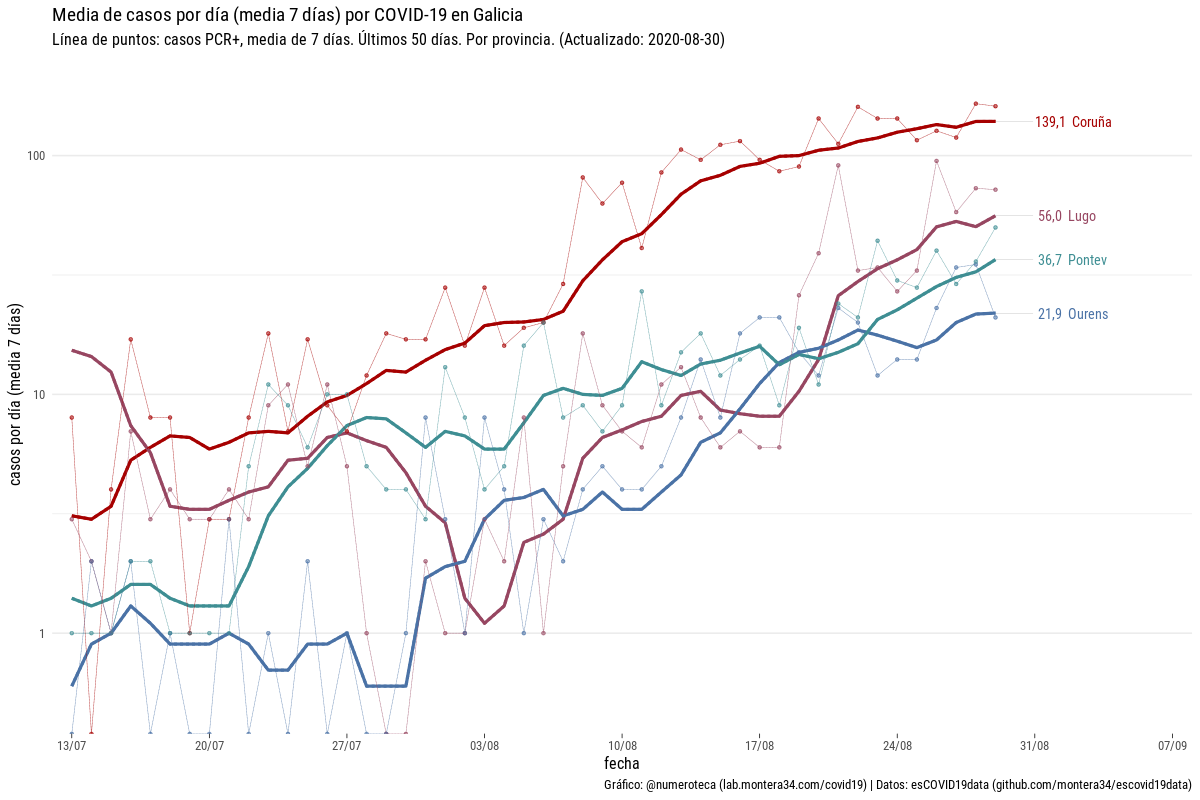 Media de casos por día (media 7 días) por COVID-19 en Galicia
Línea de puntos: casos PCR+, media de 7 días. Últimos 50 días. Por provincia. (Actualizado: 2020-08-30)
casos por día (media 7 días)
100
10
1
139,1 Coruña
56,0 Lugo
36,7 Pontev
21,9 Ourens
13/07
20/07
27/07
03/08
10/08
17/08
24/08
31/08
07/09
fecha
Gráfico: @numeroteca (lab.montera34.com/covid19) | Datos: esCOVID19data (github.com/montera34/escovid19data)